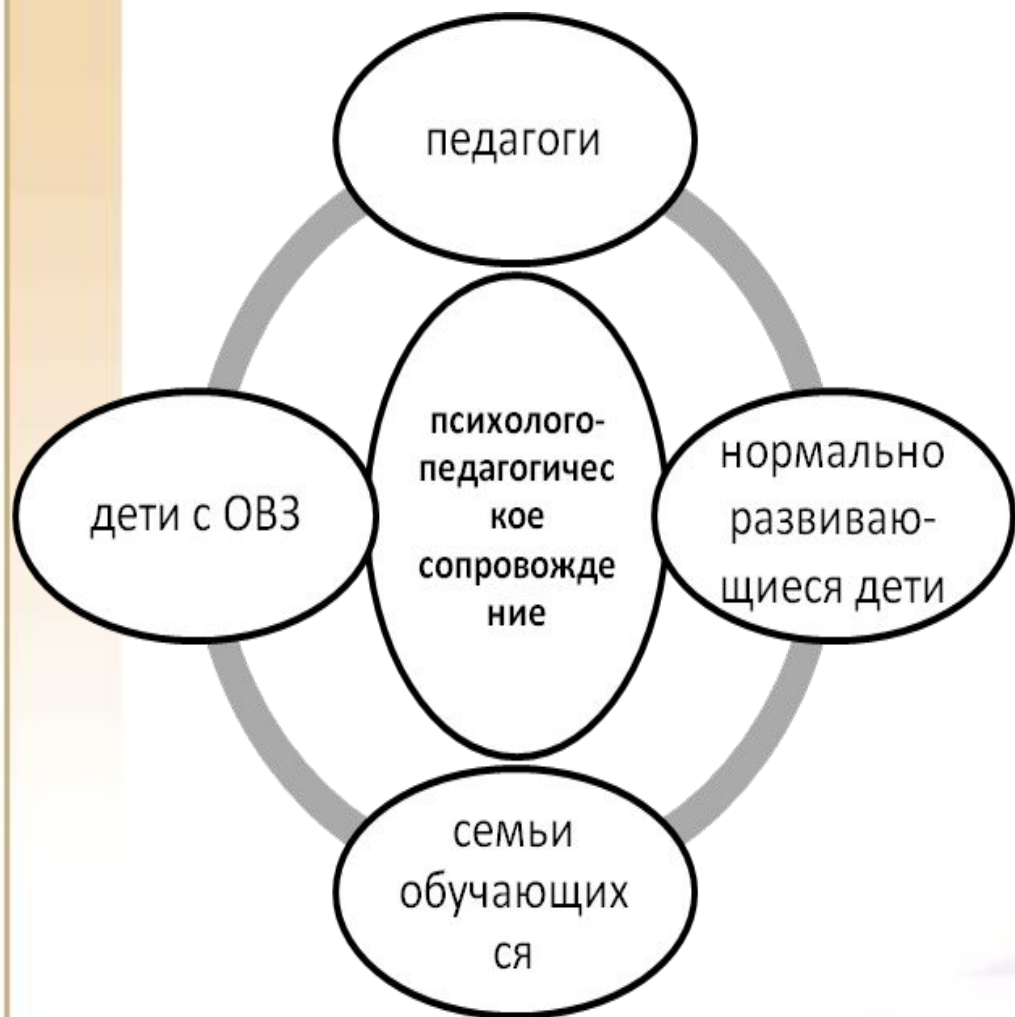 педагоги
дети с ОВЗ
психолого-
педагогичес
кое
сопровожде
ние
нормально
развиваю-
щиеся дети
семьи
обучающих
ся